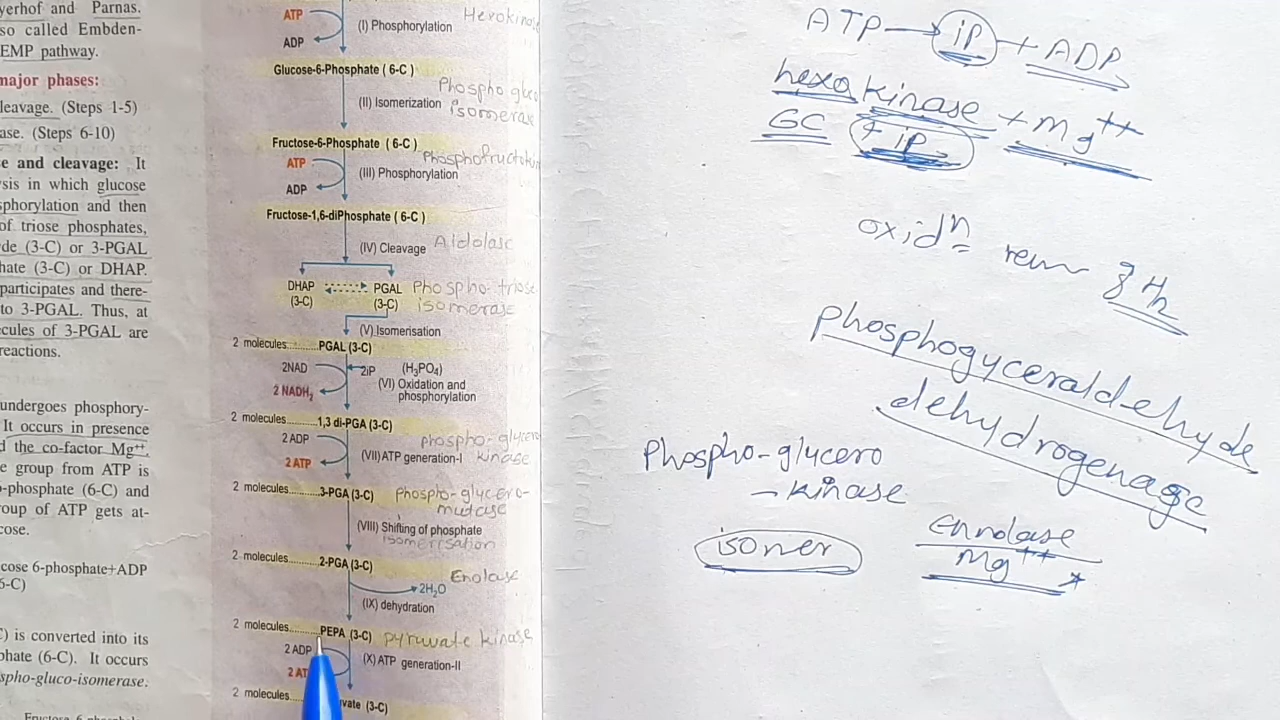 yerhof and Parnas.
so called Embden-
EMP pathway.
major phases:
leavage. (Steps 1-5)
ase. (Steps 6-10)
e and cleavage: It
sis in which glucose
sphorylation and then
of triose phosphates,
de (3-C) or 3-PGAL
hate (3-C) or DHAP.
participates and there-
to 3-PGAL. Thus, at
cules of 3-PGAL are
reactions.
undergoes phosphory-
It occurs in presence
d the co-factor Mg⁺⁺.
e group from ATP is
-phosphate (6-C) and
roup of ATP gets at-
cose.
cose 6-phosphate+ADP
6-C)
C) is converted into its
phate (6-C). It occurs
spho-gluco-isomerase.
ATP
(I) Phosphorylation
Hexokinase
ADP
Glucose-6-Phosphate ( 6-C )
Phospho gluco
(II) Isomerization
isomerase
Fructose-6-Phosphate ( 6-C )
Phosphofructokin
ATP
(III) Phosphorylation
ADP
Fructose-1,6-diPhosphate ( 6-C )
(IV) Cleavage
Aldolase
DHAP
(3-C)
PGAL
(3-C)
Phospho-triose
isomerase
(V) Isomerisation
2 molecules..........PGAL (3-C)
2NAD
2iP
(H₃PO₄)
2 NADH₂
(VI) Oxidation and
phosphorylation
2 molecules..........1,3 di-PGA (3-C)
2 ADP
phospho-glycero
(VII) ATP generation-I
kinase
2 ATP
2 molecules..........3-PGA (3-C)
Phospho-glycero-
mutase
(VIII) Shifting of phosphate
isomerisation
2 molecules..........2-PGA (3-C)
Enolase
2H₂O
(IX) dehydration
2 molecules..........PEPA (3-C)
pyruvate kinase
2 ADP
(X) ATP generation-II
2 AT
2 molecules.....
vate (3-C)
ATP → iP + ADP
hexokinase + Mg⁺⁺
GC + iP
oxidⁿ = rem of H₂
phosphogyceraldehyde
dehydrogenase
Phospho-glycero
-kinase
isomer
Ennolase
Mg⁺⁺ *